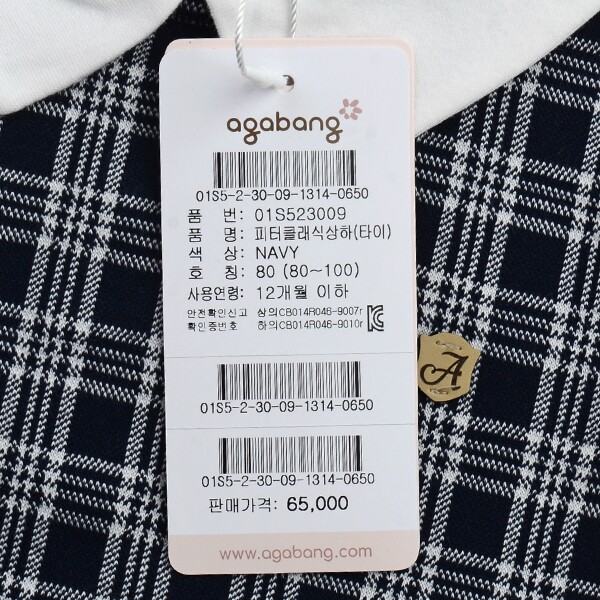 agabang
01S5-2-30-09-1314-0650
품 번: 01S523009
품 명: 피터클래식상하(타이)
색 상: NAVY
호 칭: 80 (80~100)
사용연령: 12개월 이하
안전확인신고 상의CB014R046-9007r
확인증번호 하의CB014R046-9010r
01S5-2-30-09-1314-0650
A
01S5-2-30-09-1314-0650
판매가격: 65,000
www.agabang.com